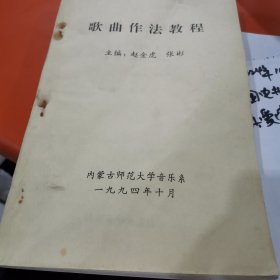 歌曲作法教程
主编：赵金虎 张彬
内蒙古师范大学音乐系
一九九四年十月